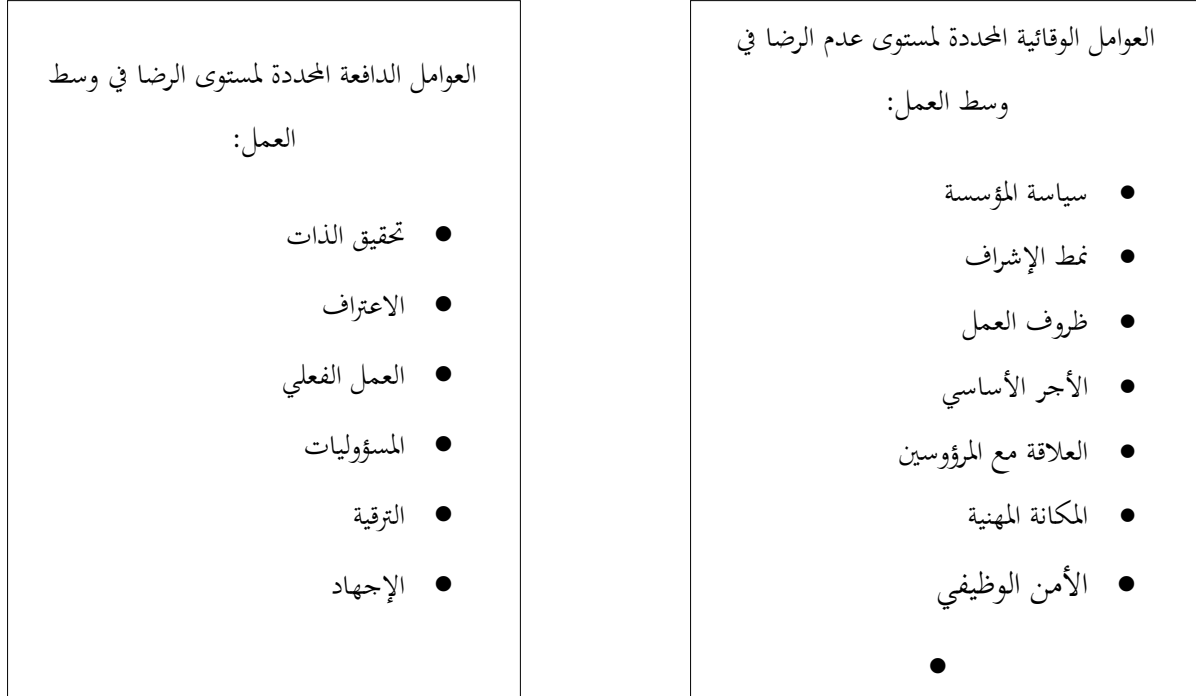 العوامل الوقائية المحددة لمستوى عدم الرضا في
وسط العمل:
● سياسة المؤسسة
● نمط الإشراف
● ظروف العمل
● الأجر الأساسي
● العلاقة مع المرؤوسين
● المكانة المهنية
● الأمن الوظيفي
●
العوامل الدافعة المحددة لمستوى الرضا في وسط
العمل:
● تحقيق الذات
● الاعتراف
● العمل الفعلي
● المسؤوليات
● الترقية
● الإجهاد